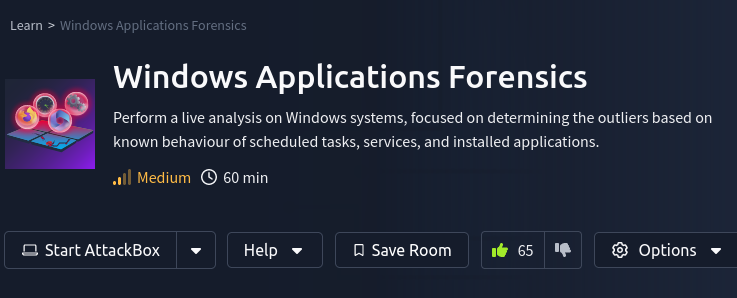 Learn > Windows Applications Forensics
Windows Applications Forensics
Perform a live analysis on Windows systems, focused on determining the outliers based on
known behaviour of scheduled tasks, services, and installed applications.
Medium 60 min
Start AttackBox Help Save Room 65 Options